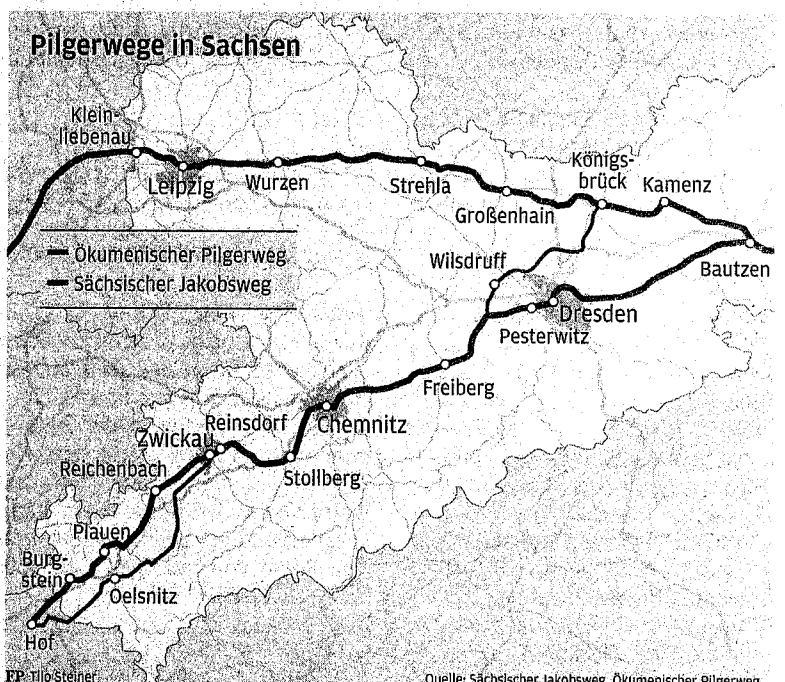 Pilgerwege in Sachsen
Klein-
liebenau
Leipzig
Wurzen
Strehla
Großenhain
Königs-
brück
Kamenz
Bautzen
Ökumenischer Pilgerweg
Sächsischer Jakobsweg
Wilsdruff
Dresden
Pesterwitz
Freiberg
Chemnitz
Reinsdorf
Zwickau
Stollberg
Reichenbach
Plauen
Burg-
stein
Oelsnitz
Hof
FP Tilo Steiner
Quelle: Sächsischer Jakobsweg, Ökumenischer Pilgerweg